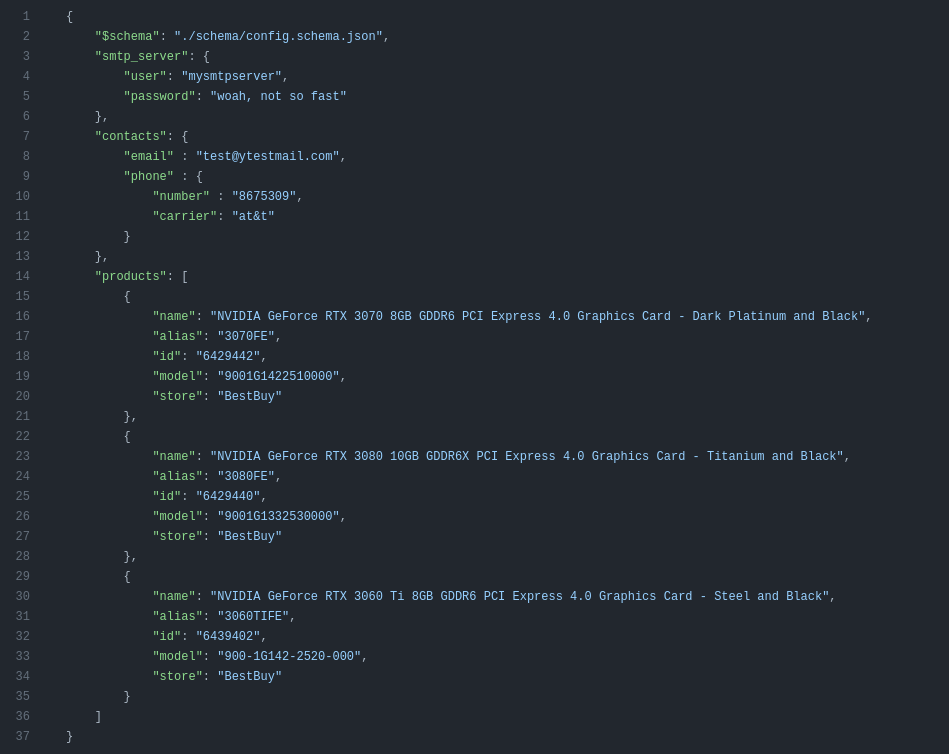 1 {
2     "$schema": "./schema/config.schema.json",
3     "smtp_server": {
4         "user": "mysmtpserver",
5         "password": "woah, not so fast"
6     },
7     "contacts": {
8         "email" : "test@ytestmail.com",
9         "phone" : {
10             "number" : "8675309",
11             "carrier": "at&t"
12         }
13     },
14     "products": [
15         {
16             "name": "NVIDIA GeForce RTX 3070 8GB GDDR6 PCI Express 4.0 Graphics Card - Dark Platinum and Black",
17             "alias": "3070FE",
18             "id": "6429442",
19             "model": "9001G1422510000",
20             "store": "BestBuy"
21         },
22         {
23             "name": "NVIDIA GeForce RTX 3080 10GB GDDR6X PCI Express 4.0 Graphics Card - Titanium and Black",
24             "alias": "3080FE",
25             "id": "6429440",
26             "model": "9001G1332530000",
27             "store": "BestBuy"
28         },
29         {
30             "name": "NVIDIA GeForce RTX 3060 Ti 8GB GDDR6 PCI Express 4.0 Graphics Card - Steel and Black",
31             "alias": "3060TIFE",
32             "id": "6439402",
33             "model": "900-1G142-2520-000",
34             "store": "BestBuy"
35         }
36     ]
37 }